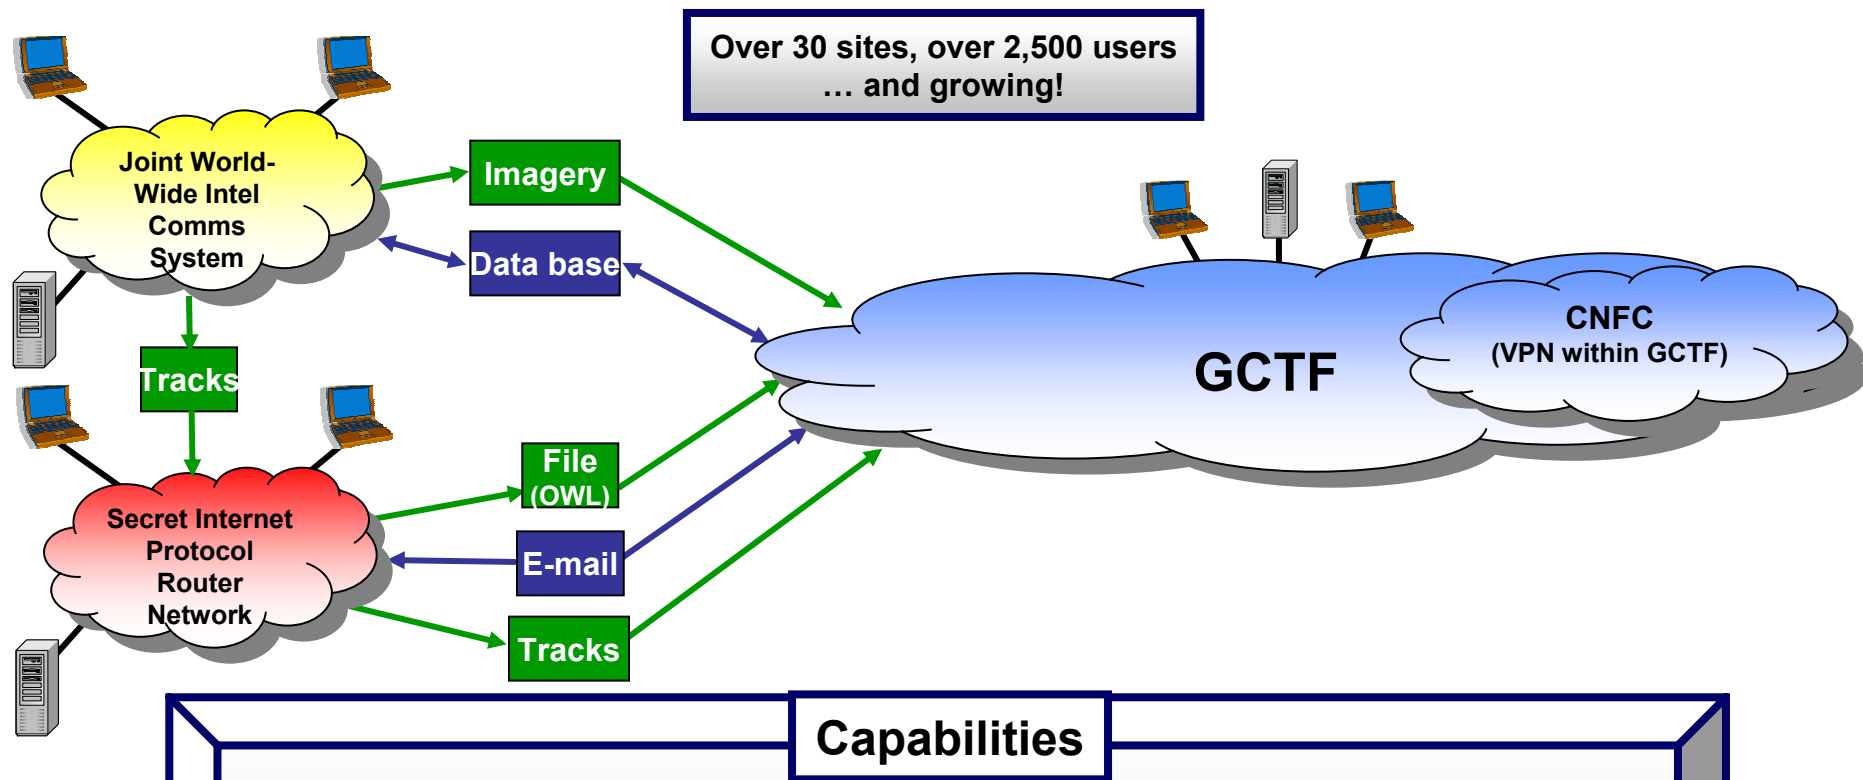 Over 30 sites, over 2,500 users
… and growing!
Joint World-
Wide Intel
Comms
System
Imagery
Data base
Tracks
GCTF
CNFC
(VPN within GCTF)
Secret Internet
Protocol
Router
Network
File
(OWL)
E-mail
Tracks
Capabilities